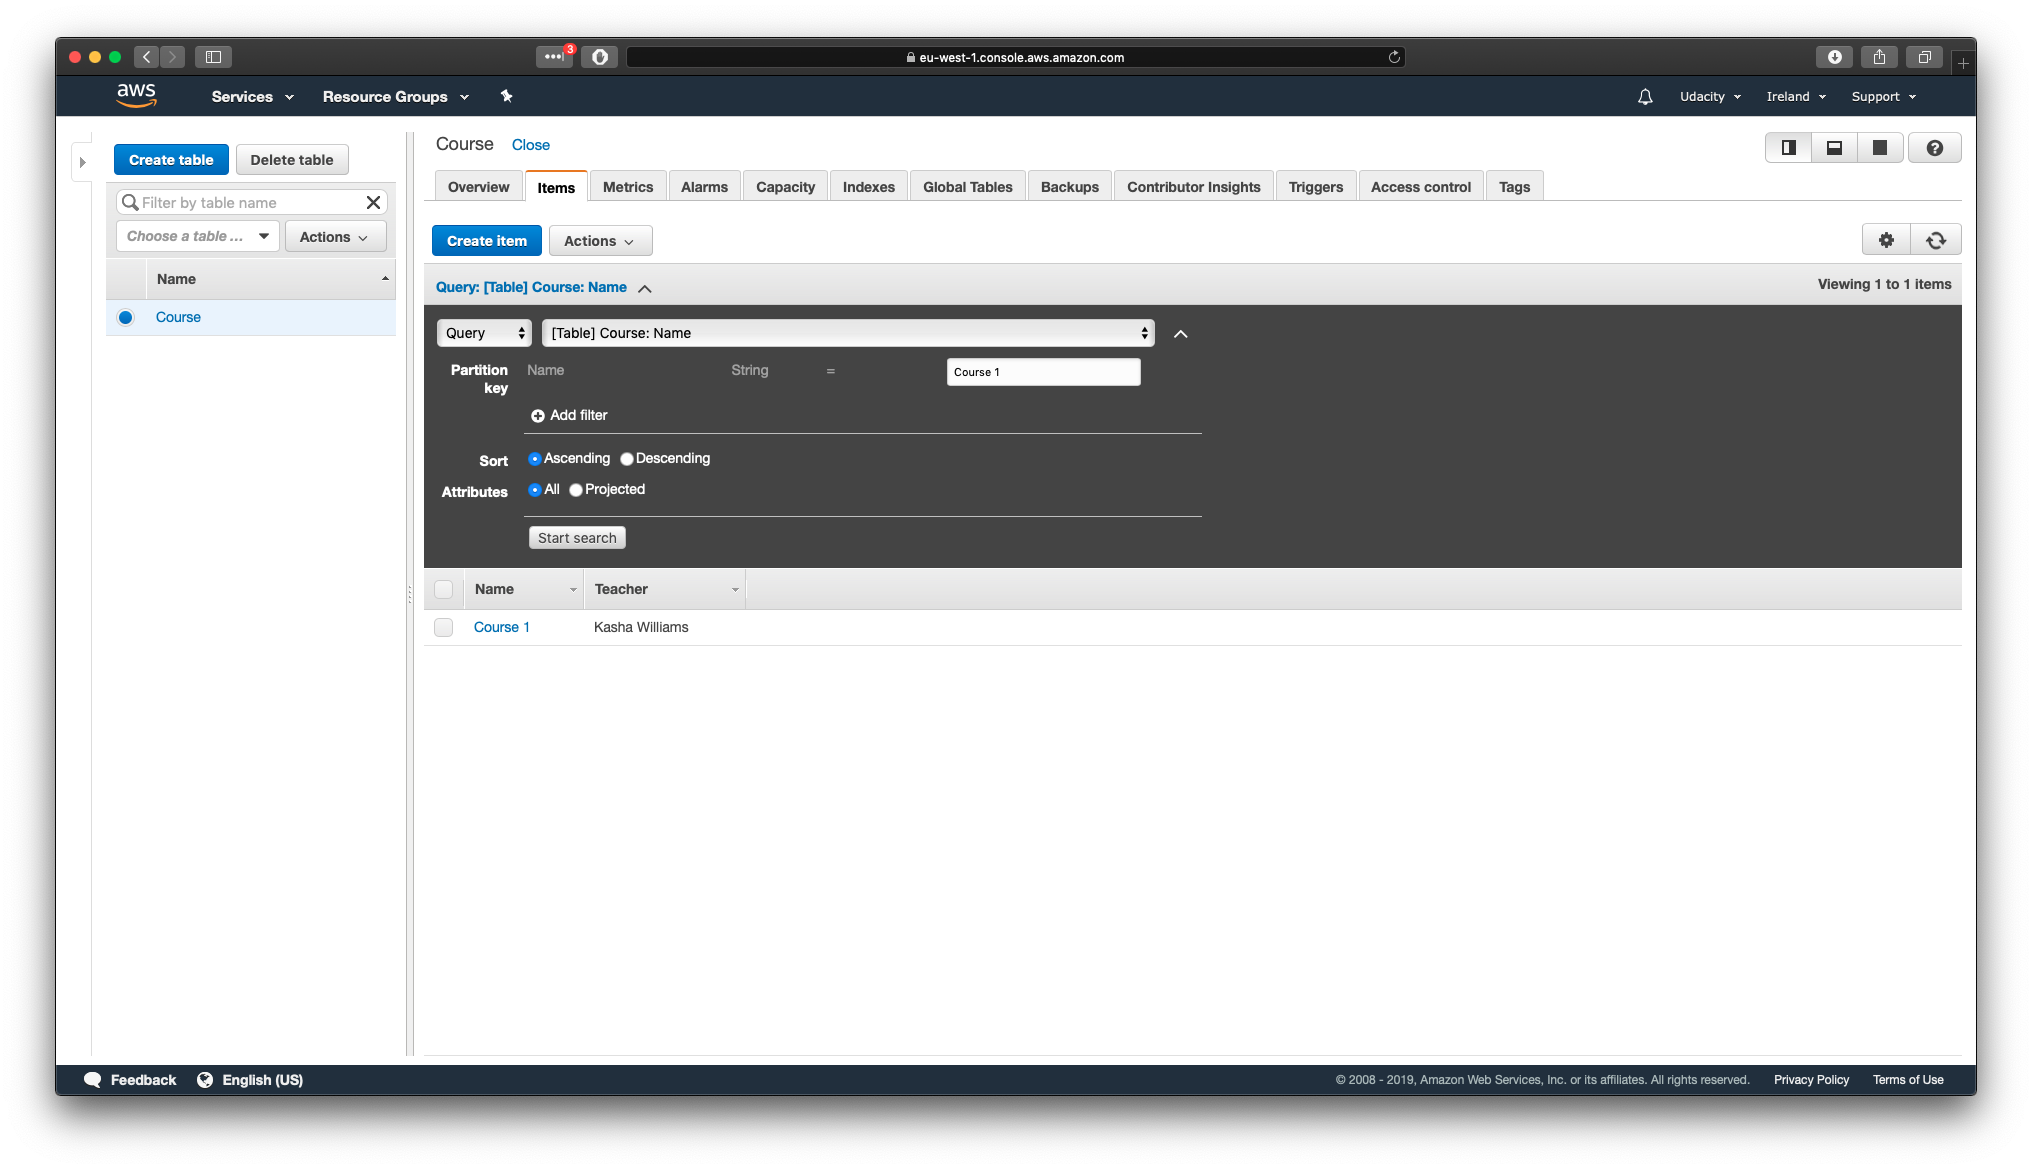 3
eu-west-1.console.aws.amazon.com
aws Services Resource Groups Udacity Ireland Support
Create table Delete table
Filter by table name
Choose a table ... Actions
Name
Course
Course Close
Overview Items Metrics Alarms Capacity Indexes Global Tables Backups Contributor Insights Triggers Access control Tags
Create item Actions
Query: [Table] Course: Name Viewing 1 to 1 items
Query [Table] Course: Name
Partition key Name String = Course 1
Add filter
Sort Ascending Descending
Attributes All Projected
Start search
Name Teacher
Course 1 Kasha Williams
Feedback English (US) © 2008 - 2019, Amazon Web Services, Inc. or its affiliates. All rights reserved. Privacy Policy Terms of Use